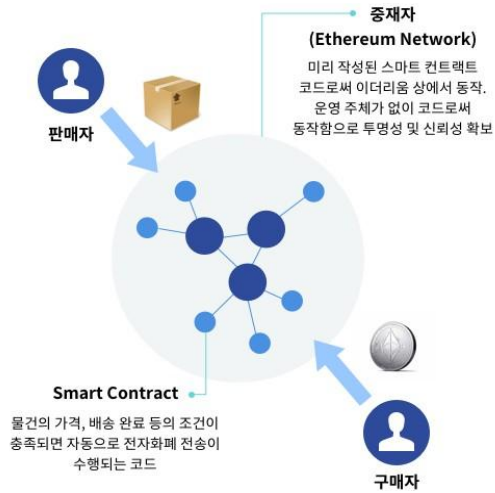 중재자
(Ethereum Network)
미리 작성된 스마트 컨트랙트
코드로써 이더리움 상에서 동작.
운영 주체가 없이 코드로써
동작함으로 투명성 및 신뢰성 확보
판매자
Smart Contract
물건의 가격, 배송 완료 등의 조건이
충족되면 자동으로 전자화폐 전송이
수행되는 코드
구매자